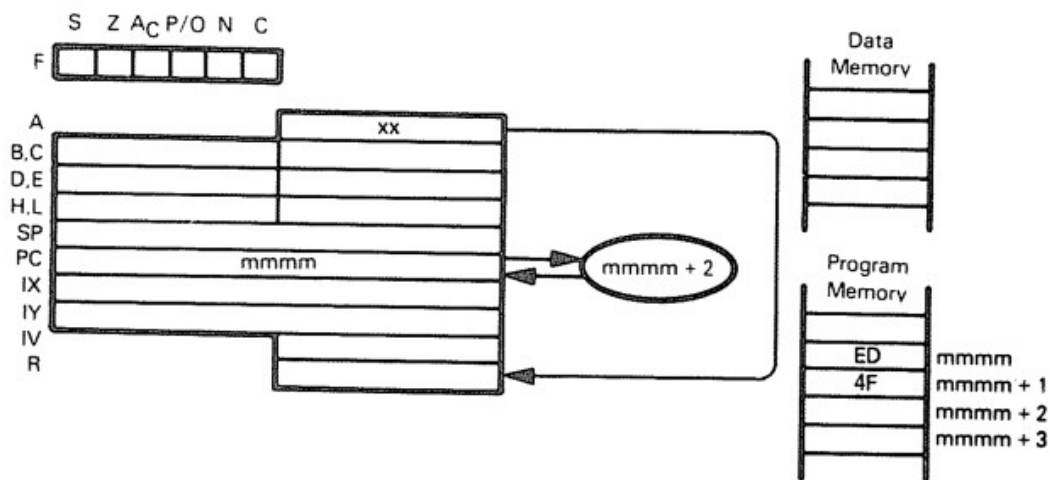 S Z AC P/O N C
F
A xx
B,C
D,E
H,L
SP
PC mmmm
IX
IY
IV
R
mmmm + 2
Data
Memory
Program
Memory
ED mmmm
4F mmmm + 1
mmmm + 2
mmmm + 3